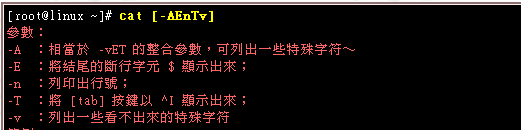 [root@linux ~]# cat [-AEnTv]
參數：
-A ：相當於 -vET 的整合參數，可列出一些特殊字符～
-E ：將結尾的斷行字元 $ 顯示出來；
-n ：列印出行號；
-T ：將 [tab] 按鍵以 ^I 顯示出來；
-v ：列出一些看不出來的特殊字符